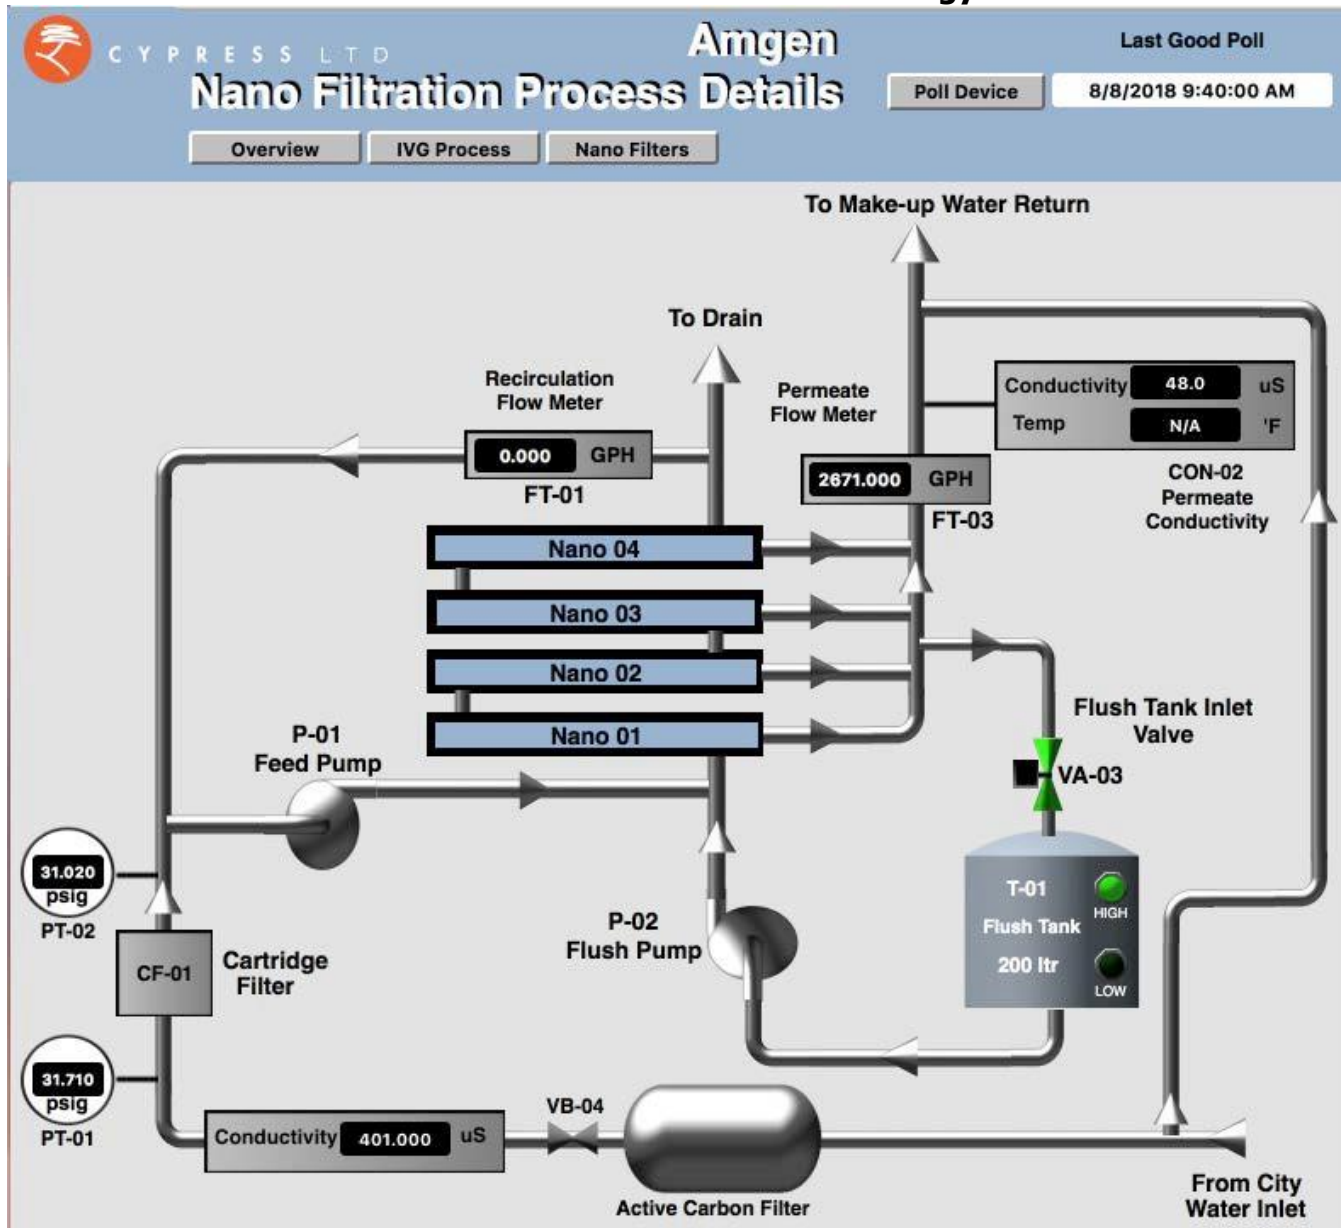 CYPRESS LTD
Amgen
Nano Filtration Process Details
Last Good Poll
Poll Device
8/8/2018 9:40:00 AM
Overview
IVG Process
Nano Filters
To Make-up Water Return
To Drain
Recirculation
Flow Meter
0.000 GPH
FT-01
Permeate
Flow Meter
2671.000 GPH
FT-03
Conductivity 48.0 uS
Temp N/A 'F
CON-02
Permeate
Conductivity
Nano 04
Nano 03
Nano 02
Nano 01
P-01
Feed Pump
Flush Tank Inlet
Valve
VA-03
31.020
psig
PT-02
CF-01
Cartridge
Filter
P-02
Flush Pump
T-01
HIGH
Flush Tank
200 ltr
LOW
31.710
psig
PT-01
Conductivity 401.000 uS
VB-04
Active Carbon Filter
From City
Water Inlet